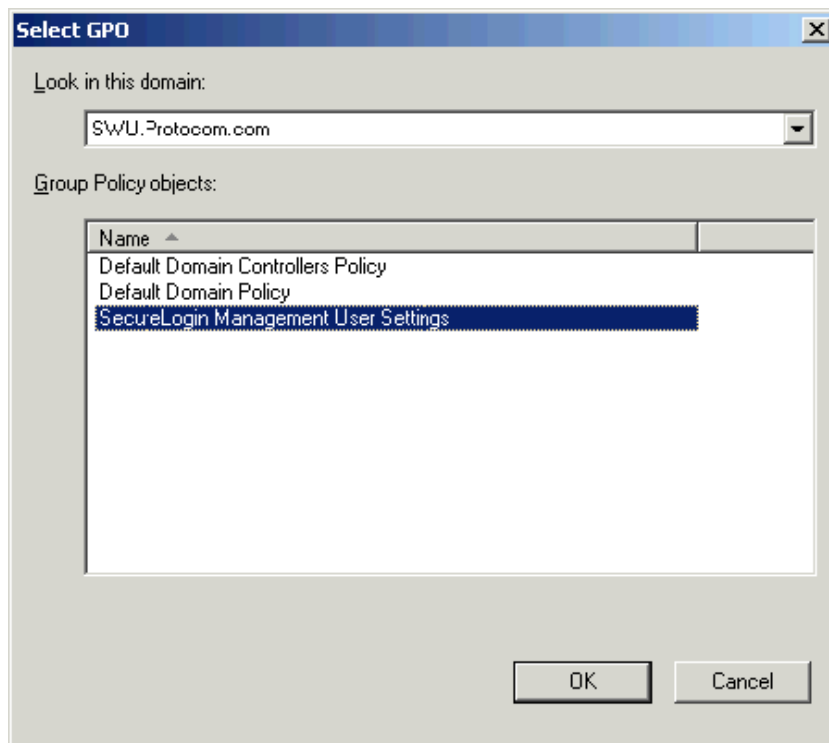 Select GPO
Look in this domain:
SWU.Protocom.com
Group Policy objects:
Name
Default Domain Controllers Policy
Default Domain Policy
SecureLogin Management User Settings
OK
Cancel